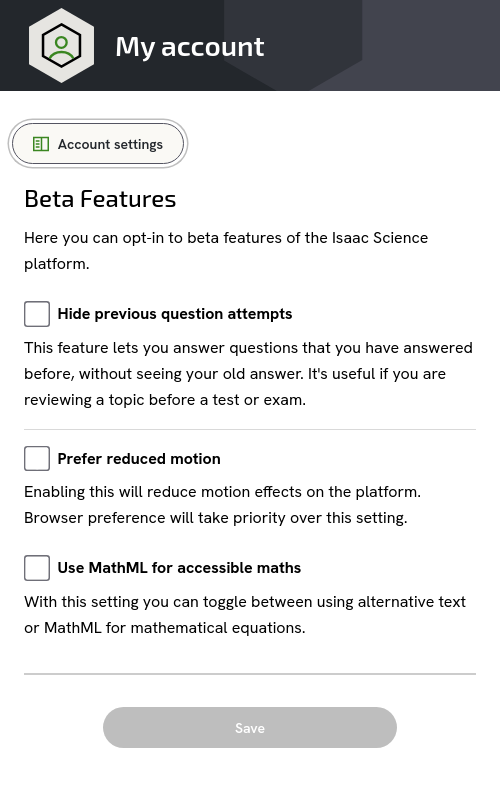 My account
Account settings
Beta Features
Here you can opt-in to beta features of the Isaac Science
platform.
Hide previous question attempts
This feature lets you answer questions that you have answered
before, without seeing your old answer. It's useful if you are
reviewing a topic before a test or exam.
Prefer reduced motion
Enabling this will reduce motion effects on the platform.
Browser preference will take priority over this setting.
Use MathML for accessible maths
With this setting you can toggle between using alternative text
or MathML for mathematical equations.
Save